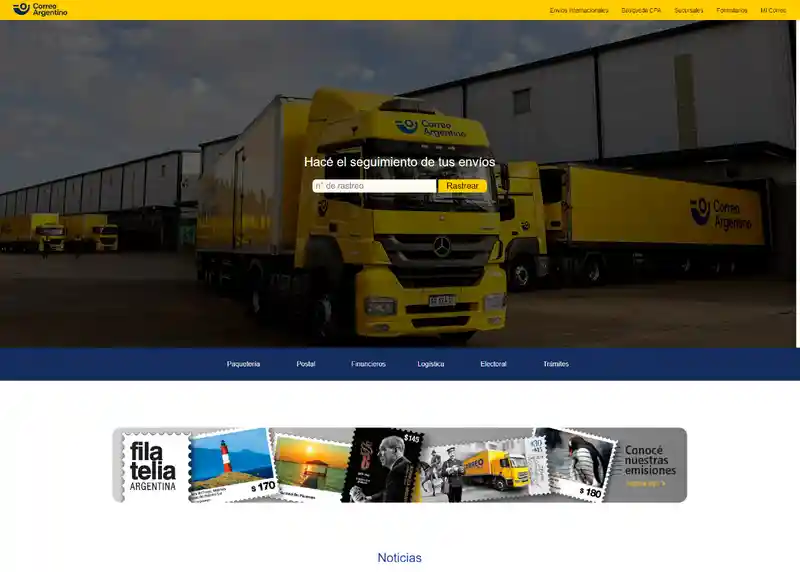 Correo
Argentino
Envíos Internacionales
Búsqueda CPA
Sucursales
Formularios
Mi Correo
Correo
Argentino
Hacé el seguimiento de tus envíos
n° de rastreo
Rastrear
Correo
Argentino
Paquetería
Postal
Financieros
Logística
Electoral
Trámites
fila
telia
ARGENTINA
$ 170
$145
$ 180
Conocé
nuestras
emisiones
Noticias